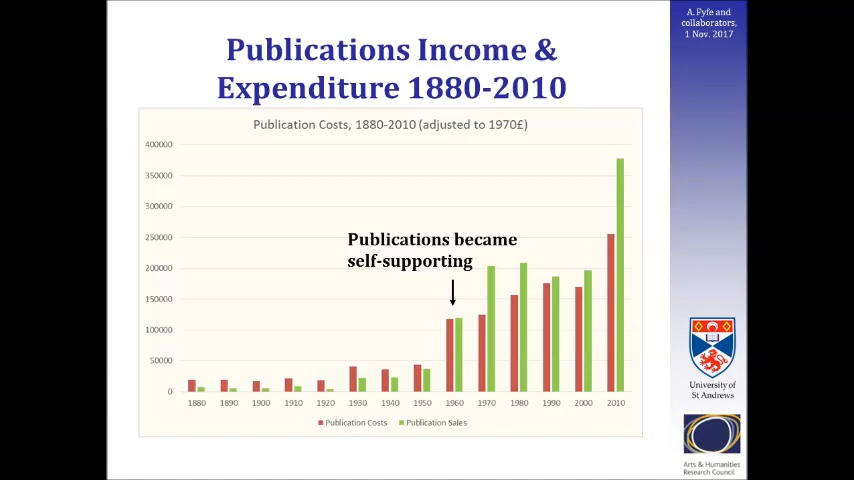 Publications Income &
Expenditure 1880-2010
A. Fyfe and
collaborators,
1 Nov. 2017
Publication Costs, 1880-2010 (adjusted to 1970£)
400000
350000
300000
250000
200000
150000
100000
50000
0
Publications became
self-supporting
1880 1890 1900 1910 1920 1930 1940 1950 1960 1970 1980 1990 2000 2010
Publication Costs Publication Sales
University of
St Andrews
Arts & Humanities
Research Council